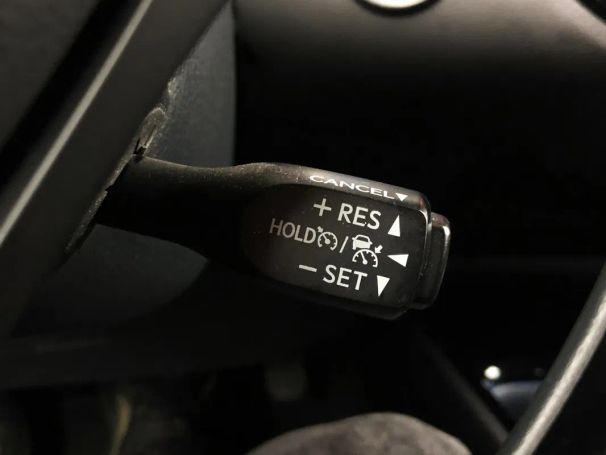 CANCEL
+ RES
HOLD /
- SET